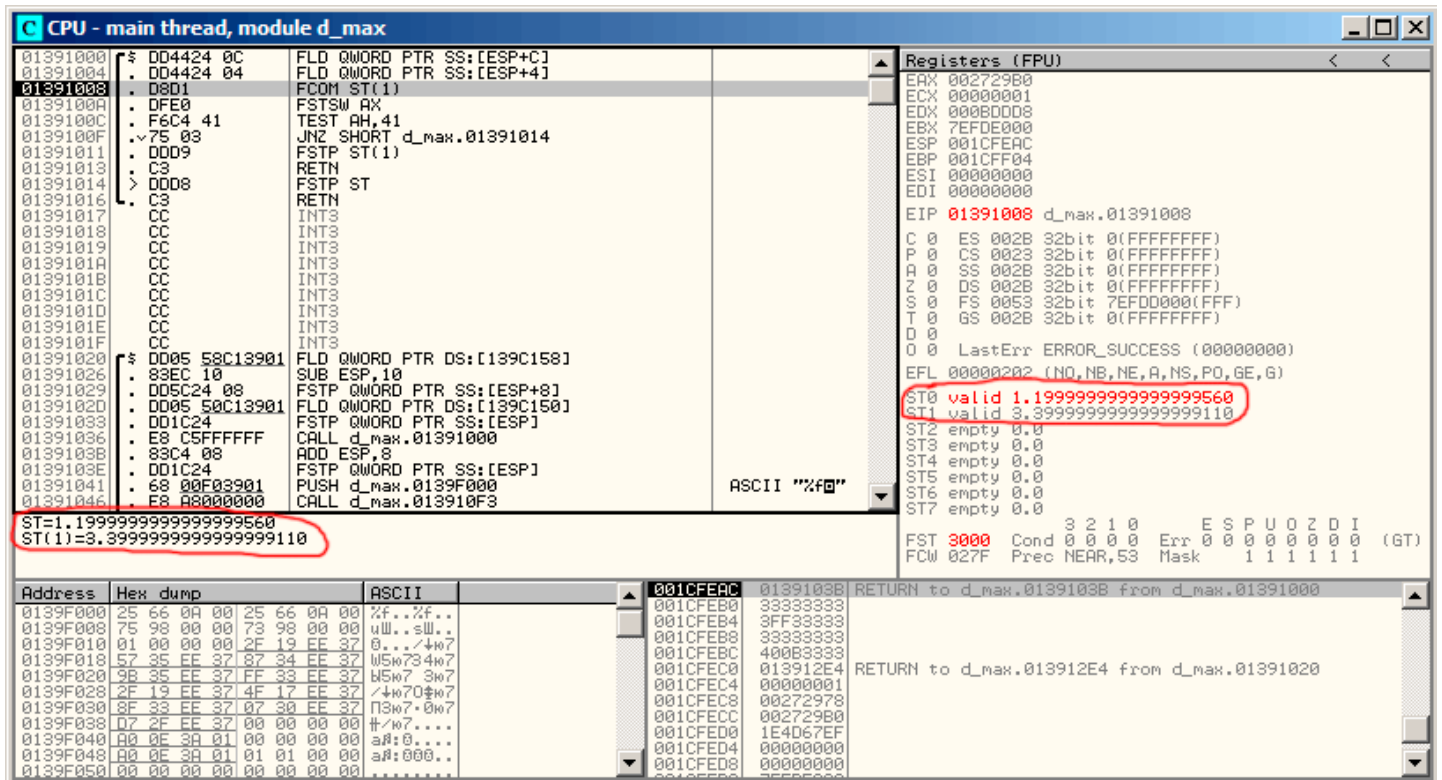 C CPU - main thread, module d_max
01391000 $ DD4424 0C FLD QWORD PTR SS:[ESP+C]
01391004 . DD4424 04 FLD QWORD PTR SS:[ESP+4]
01391008 . D8D1 FCOM ST(1)
0139100A . DFE0 FSTSW AX
0139100C . F6C4 41 TEST AH,41
0139100F .v75 03 JNZ SHORT d_max.01391014
01391011 . DDD9 FSTP ST(1)
01391013 . C3 RETN
01391014 > DDD8 FSTP ST
01391016 . C3 RETN
01391017 CC INT3
01391018 CC INT3
01391019 CC INT3
0139101A CC INT3
0139101B CC INT3
0139101C CC INT3
0139101D CC INT3
0139101E CC INT3
0139101F CC INT3
01391020 $ DD05 58C13901 FLD QWORD PTR DS:[139C158]
01391026 . 83EC 10 SUB ESP,10
01391029 . DD5C24 08 FSTP QWORD PTR SS:[ESP+8]
0139102D . DD05 50C13901 FLD QWORD PTR DS:[139C150]
01391033 . DD1C24 FSTP QWORD PTR SS:[ESP]
01391036 . E8 C5FFFFFF CALL d_max.01391000
0139103B . 83C4 08 ADD ESP,8
0139103E . DD1C24 FSTP QWORD PTR SS:[ESP]
01391041 . 68 00F03901 PUSH d_max.0139F000 ASCII "%f◘"
01391046 . E8 A8000000 CALL d_max.013910F3
ST=1.1999999999999999560
ST(1)=3.3999999999999999110
Registers (FPU) < <
EAX 002729B0
ECX 00000001
EDX 000BDDD8
EBX 7EFDE000
ESP 001CFEAC
EBP 001CFF04
ESI 00000000
EDI 00000000
EIP 01391008 d_max.01391008
C 0 ES 002B 32bit 0(FFFFFFFF)
P 0 CS 0023 32bit 0(FFFFFFFF)
A 0 SS 002B 32bit 0(FFFFFFFF)
Z 0 DS 002B 32bit 0(FFFFFFFF)
S 0 FS 0053 32bit 7EFDD000(FFF)
T 0 GS 002B 32bit 0(FFFFFFFF)
D 0
O 0 LastErr ERROR_SUCCESS (00000000)
EFL 00000202 (NO,NB,NE,A,NS,PO,GE,G)
ST0 valid 1.1999999999999999560
ST1 valid 3.3999999999999999110
ST2 empty 0.0
ST3 empty 0.0
ST4 empty 0.0
ST5 empty 0.0
ST6 empty 0.0
ST7 empty 0.0
3 2 1 0 E S P U O Z D I
FST 3000 Cond 0 0 0 0 Err 0 0 0 0 0 0 0 0 (GT)
FCW 027F Prec NEAR,53 Mask 1 1 1 1 1 1
Address Hex dump ASCII
0139F000 25 66 0A 00 25 66 0A 00 %f..%f..
0139F008 75 98 00 00 73 98 00 00 uШ..sШ..
0139F010 01 00 00 00 2F 19 EE 37
0139F018 57 35 EE 37 87 34 EE 37 W5ю7З4ю7
0139F020 9B 35 EE 37 FF 33 EE 37
0139F028 2F 19 EE 37 4F 17 EE 37
0139F030 8F 33 EE 37 07 30 EE 37 П3ю7•0ю7
0139F038 D7 2F EE 37 00 00 00 00 ╫/ю7....
0139F040 A0 0E 3A 01 00 00 00 00
0139F048 A0 0E 3A 01 01 01 00 00
0139F050 00 00 00 00 00 00 00 00 ........
001CFEAC 0139103B RETURN to d_max.0139103B from d_max.01391000
001CFEB0 33333333
001CFEB4 3FF33333
001CFEB8 33333333
001CFEBC 400B3333
001CFEC0 013912E4 RETURN to d_max.013912E4 from d_max.01391020
001CFEC4 00000001
001CFEC8 00272978
001CFECC 002729B0
001CFED0 1E4D67EF
001CFED4 00000000
001CFED8 00000000